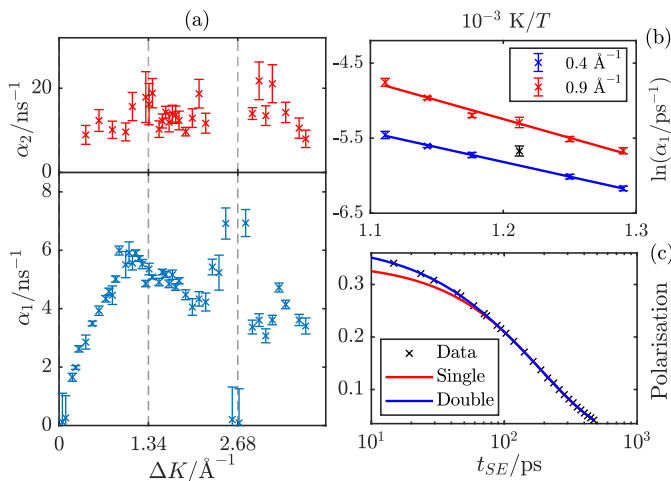 (a)
20
0
α₂/ns⁻¹
8
6
4
2
0
α₁/ns⁻¹
0
1.34
2.68
ΔK/Å⁻¹
10⁻³ K/T
(b)
0.4 Å⁻¹
0.9 Å⁻¹
-4.5
-5.5
-6.5
ln(α₁/ps⁻¹)
1.1
1.2
1.3
(c)
0.3
0.2
0.1
Polarisation
Data
Single
Double
10¹
10²
10³
t_SE/ps